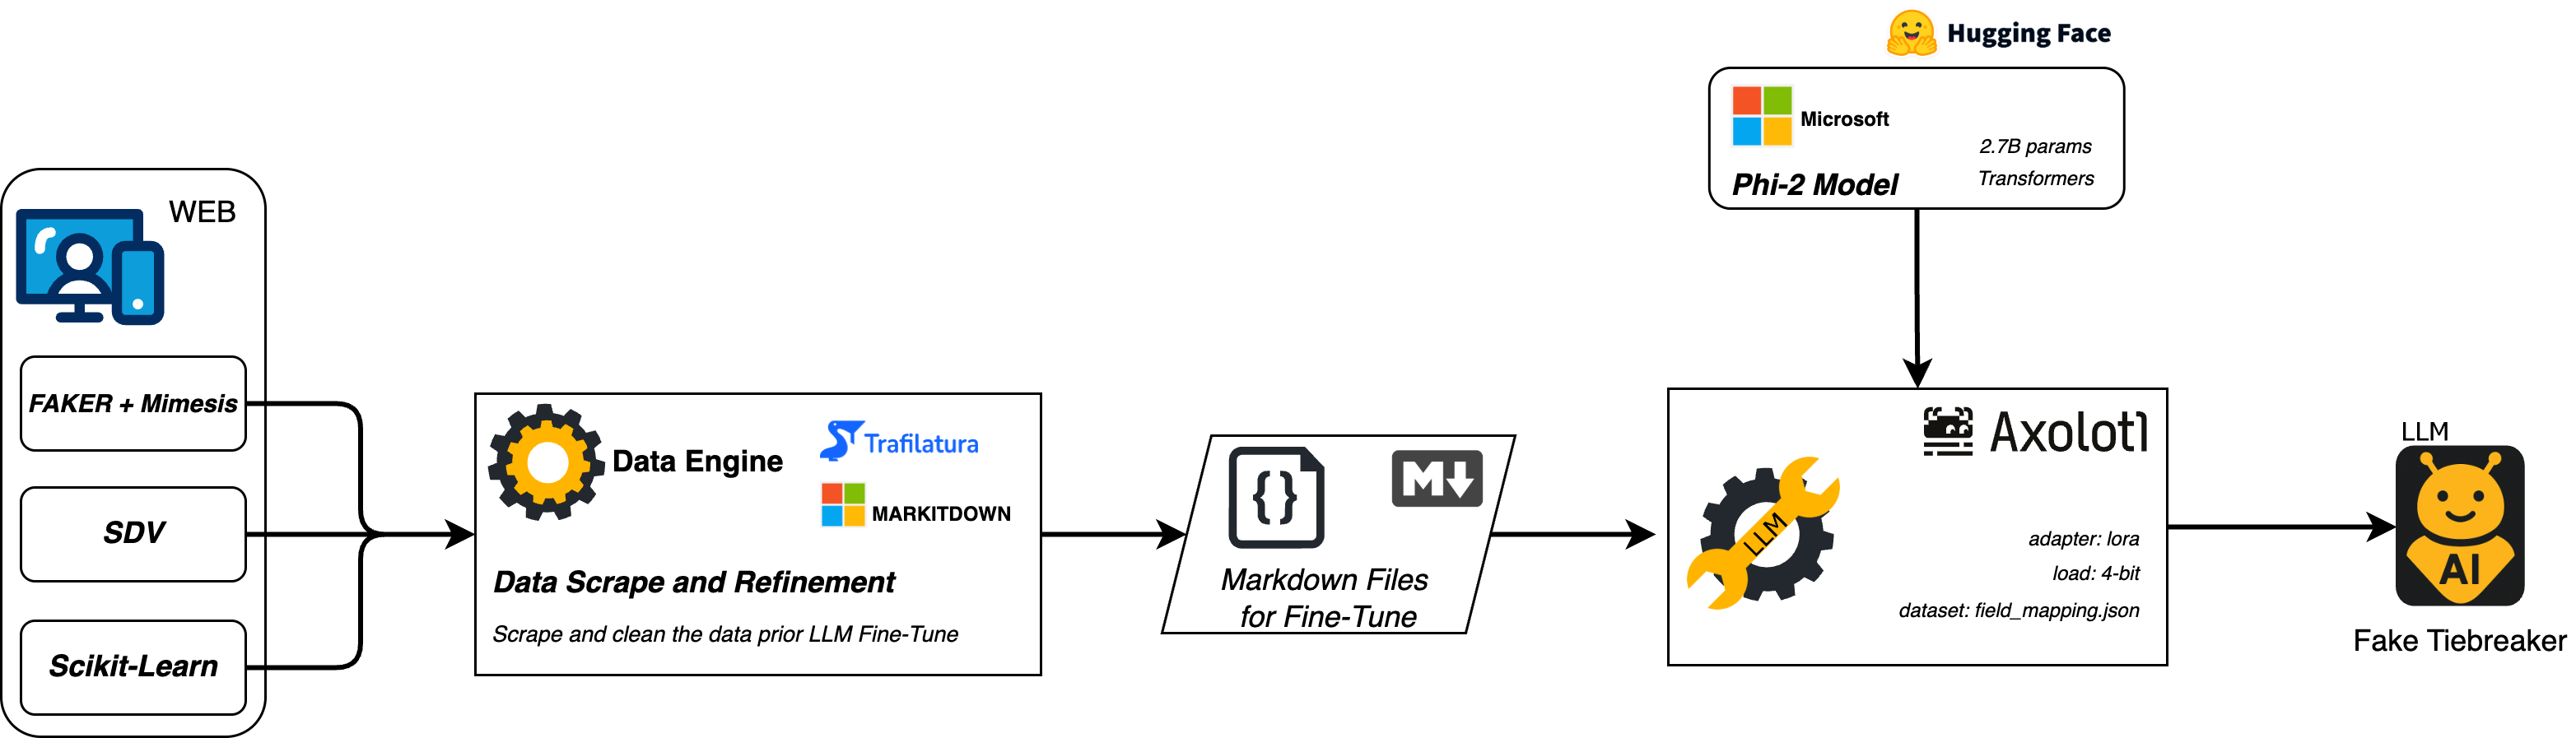 WEB
FAKER + Mimesis
SDV
Scikit-Learn
Data Engine
Trafilatura
MARKITDOWN
Data Scrape and Refinement
Scrape and clean the data prior LLM Fine-Tune
{}
M
Markdown Files
for Fine-Tune
Hugging Face
Microsoft
2.7B params
Phi-2 Model
Transformers
Axolotl
LLM
adapter: lora
load: 4-bit
dataset: field_mapping.json
LLM
AI
Fake Tiebreaker